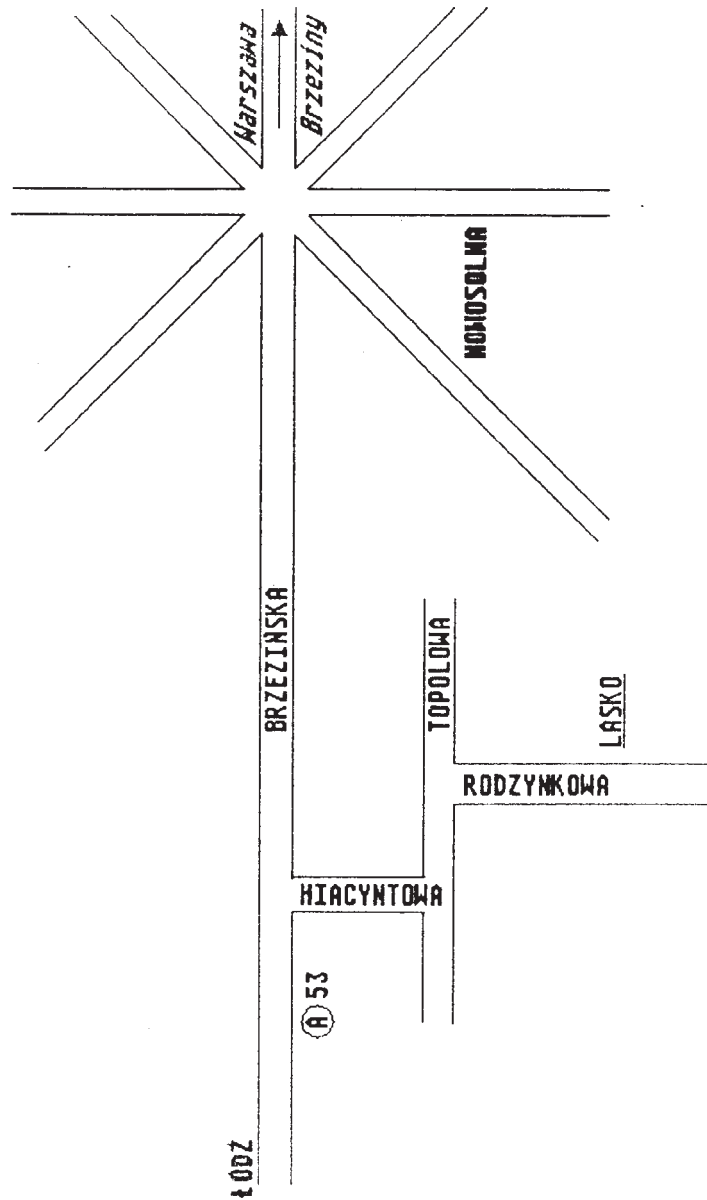 Warszawa
Brzeziny
NOWOSOLNA
BRZEZIŃSKA
TOPOLOWA
LASKO
RODZYNKOWA
HIACYNTOWA
A 53
ŁÓDŹ